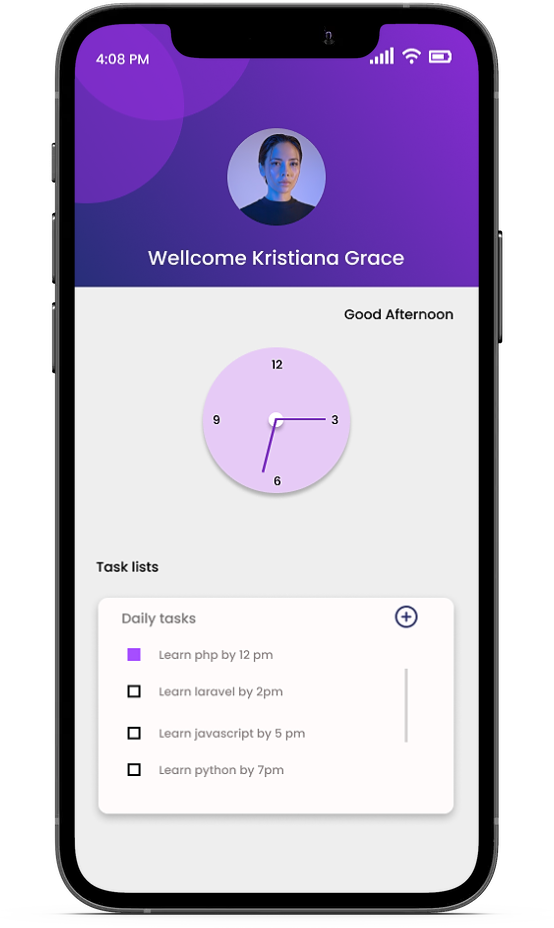 4:08 PM
Wellcome Kristiana Grace
Good Afternoon
12
9
3
6
Task lists
Daily tasks
Learn php by 12 pm
Learn laravel by 2pm
Learn javascript by 5 pm
Learn python by 7pm